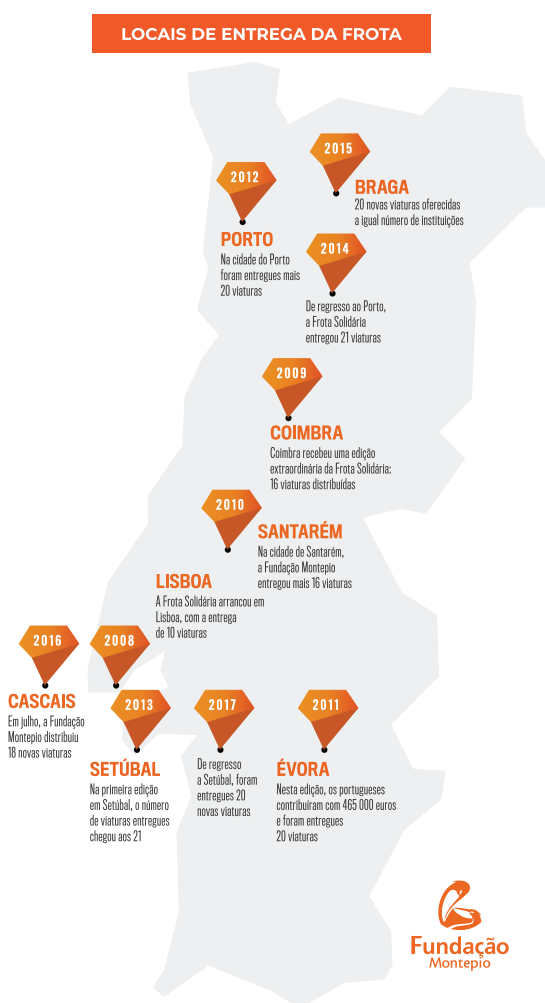 LOCAIS DE ENTREGA DA FROTA
2015
BRAGA
20 novas viaturas oferecidas
a igual número de instituições
2012
PORTO
Na cidade do Porto
foram entregues mais
20 viaturas
2014
De regresso ao Porto,
a Frota Solidária
entregou 21 viaturas
2009
COIMBRA
Coimbra recebeu uma edição
extraordinária da Frota Solidária:
16 viaturas distribuídas
2010
SANTARÉM
Na cidade de Santarém,
a Fundação Montepio
entregou mais 16 viaturas
LISBOA
A Frota Solidária arrancou em
Lisboa, com a entrega
de 10 viaturas
2008
2016
CASCAIS
Em julho, a Fundação
Montepio distribuiu
18 novas viaturas
2013
SETÚBAL
Na primeira edição
em Setúbal, o número
de viaturas entregues
chegou aos 21
2017
De regresso
a Setúbal, foram
entregues 20
novas viaturas
2011
ÉVORA
Nesta edição, os portugueses
contribuíram com 465 000 euros
e foram entregues
20 viaturas
Fundação
Montepio